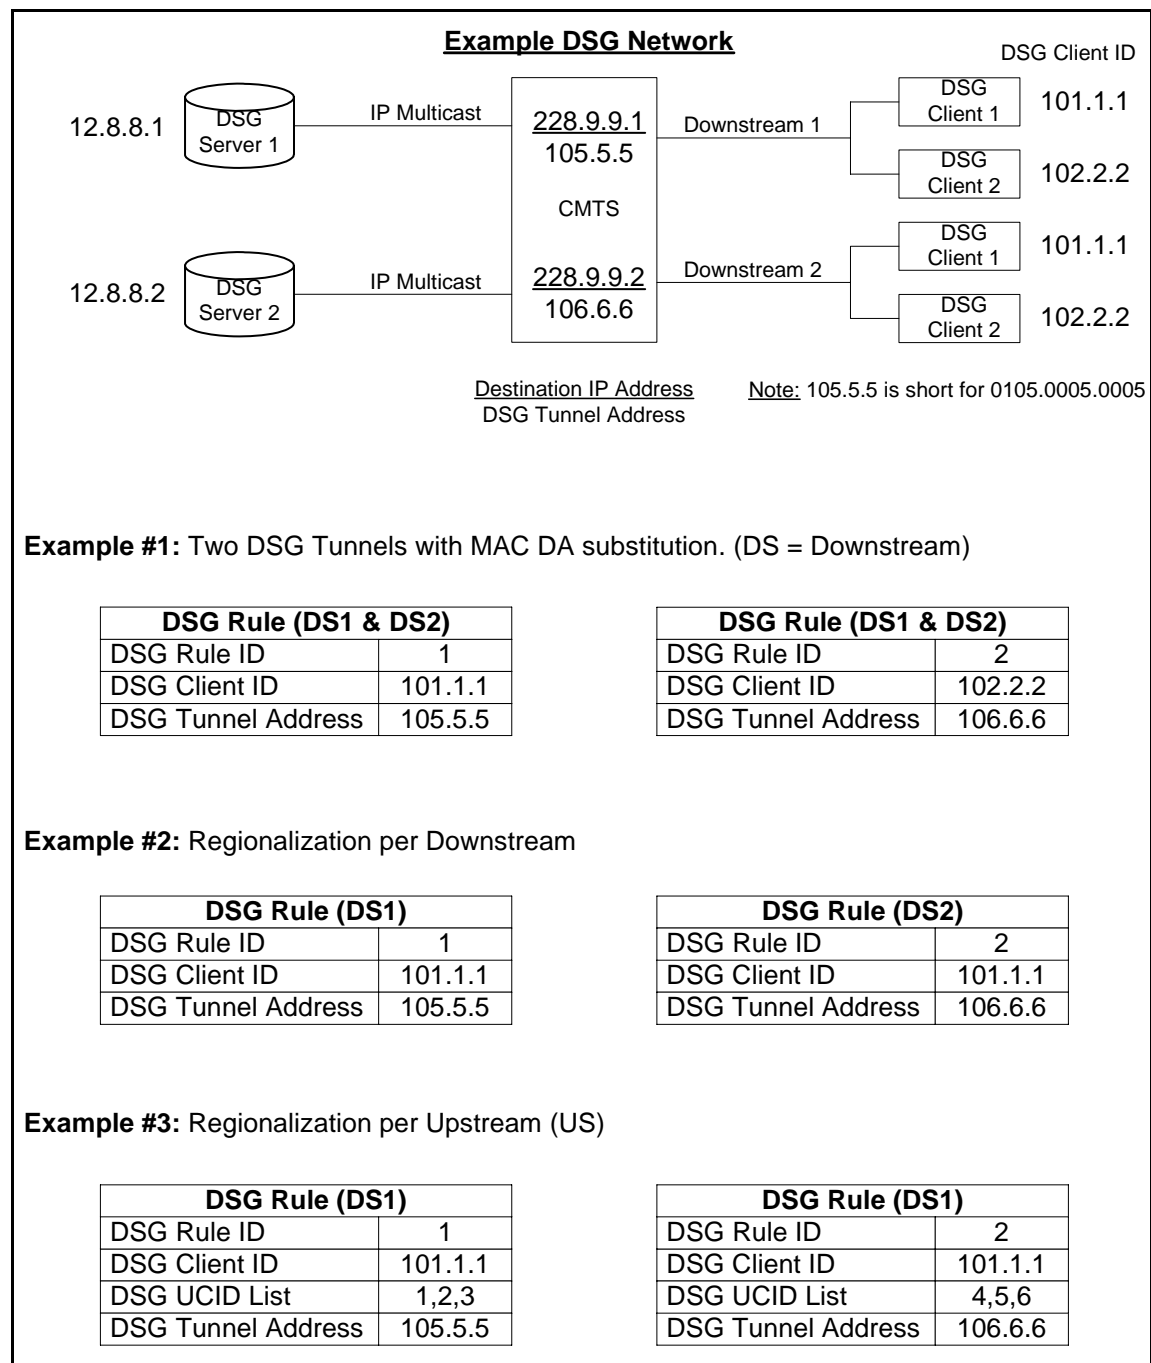 Example DSG Network
DSG Client ID
12.8.8.1
DSG
Server 1
IP Multicast
228.9.9.1
105.5.5
Downstream 1
DSG
Client 1
101.1.1
DSG
Client 2
102.2.2
CMTS
12.8.8.2
DSG
Server 2
IP Multicast
228.9.9.2
106.6.6
Downstream 2
DSG
Client 1
101.1.1
DSG
Client 2
102.2.2
Destination IP Address
DSG Tunnel Address
Note: 105.5.5 is short for 0105.0005.0005
Example #1: Two DSG Tunnels with MAC DA substitution. (DS = Downstream)
DSG Rule (DS1 & DS2)
DSG Rule ID 1
DSG Client ID 101.1.1
DSG Tunnel Address 105.5.5
DSG Rule (DS1 & DS2)
DSG Rule ID 2
DSG Client ID 102.2.2
DSG Tunnel Address 106.6.6
Example #2: Regionalization per Downstream
DSG Rule (DS1)
DSG Rule ID 1
DSG Client ID 101.1.1
DSG Tunnel Address 105.5.5
DSG Rule (DS2)
DSG Rule ID 2
DSG Client ID 101.1.1
DSG Tunnel Address 106.6.6
Example #3: Regionalization per Upstream (US)
DSG Rule (DS1)
DSG Rule ID 1
DSG Client ID 101.1.1
DSG UCID List 1,2,3
DSG Tunnel Address 105.5.5
DSG Rule (DS1)
DSG Rule ID 2
DSG Client ID 101.1.1
DSG UCID List 4,5,6
DSG Tunnel Address 106.6.6